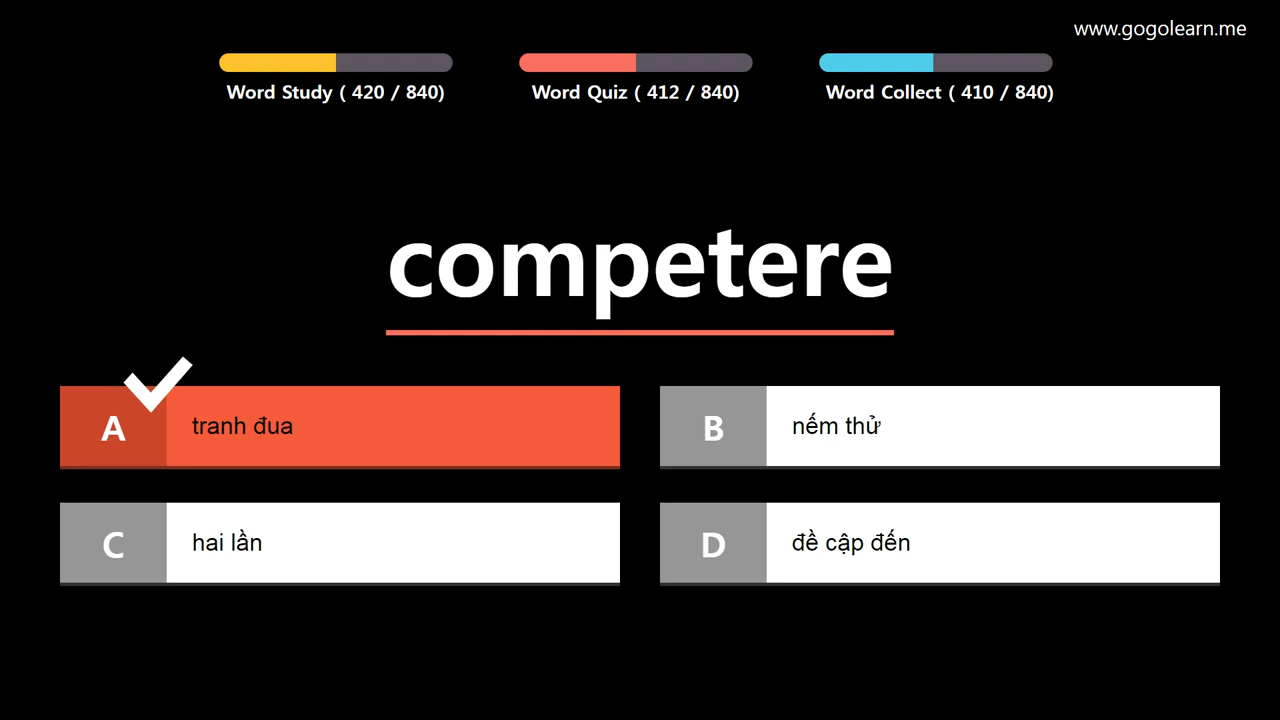 www.gogolearn.me
Word Study ( 420 / 840)
Word Quiz ( 412 / 840)
Word Collect ( 410 / 840)
competere
A tranh đua
B nếm thử
C hai lần
D đề cập đến